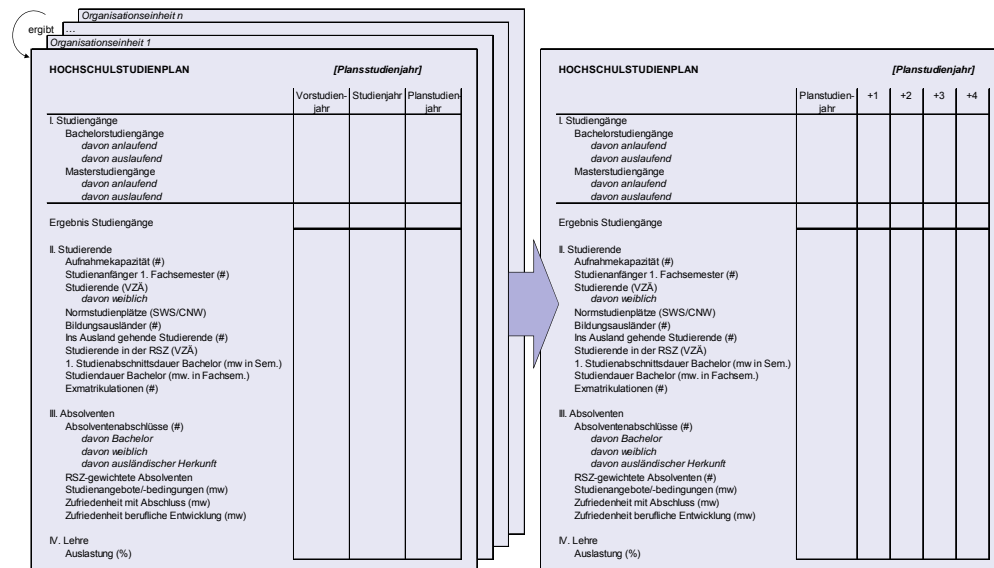 Organisationseinheit n
ergibt ...
Organisationseinheit 1
HOCHSCHULSTUDIENPLAN [Plansstudienjahr]
Vorstudien- Studienjahr Planstudien-
jahr jahr
I. Studiengänge
Bachelorstudiengänge
davon anlaufend
davon auslaufend
Masterstudiengänge
davon anlaufend
davon auslaufend
Ergebnis Studiengänge
II. Studierende
Aufnahmekapazität (#)
Studienanfänger 1. Fachsemester (#)
Studierende (VZÄ)
davon weiblich
Normstudienplätze (SWS/CNW)
Bildungsausländer (#)
Ins Ausland gehende Studierende (#)
Studierende in der RSZ (VZÄ)
1. Studienabschnittsdauer Bachelor (mw in Sem.)
Studiendauer Bachelor (mw. in Fachsem.)
Exmatrikulationen (#)
III. Absolventen
Absolventenabschlüsse (#)
davon Bachelor
davon weiblich
davon ausländischer Herkunft
RSZ-gewichtete Absolventen
Studienangebote/-bedingungen (mw)
Zufriedenheit mit Abschluss (mw)
Zufriedenheit berufliche Entwicklung (mw)
IV. Lehre
Auslastung (%)
HOCHSCHULSTUDIENPLAN [Planstudienjahr]
Planstudien- +1 +2 +3 +4
jahr
I. Studiengänge
Bachelorstudiengänge
davon anlaufend
davon auslaufend
Masterstudiengänge
davon anlaufend
davon auslaufend
Ergebnis Studiengänge
II. Studierende
Aufnahmekapazität (#)
Studienanfänger 1. Fachsemester (#)
Studierende (VZÄ)
davon weiblich
Normstudienplätze (SWS/CNW)
Bildungsausländer (#)
Ins Ausland gehende Studierende (#)
Studierende in der RSZ (VZÄ)
1. Studienabschnittsdauer Bachelor (mw in Sem.)
Studiendauer Bachelor (mw. in Fachsem.)
Exmatrikulationen (#)
III. Absolventen
Absolventenabschlüsse (#)
davon Bachelor
davon weiblich
davon ausländischer Herkunft
RSZ-gewichtete Absolventen (#)
Studienangebote/-bedingungen (mw)
Zufriedenheit mit Abschluss (mw)
Zufriedenheit berufliche Entwicklung (mw)
IV. Lehre
Auslastung (%)